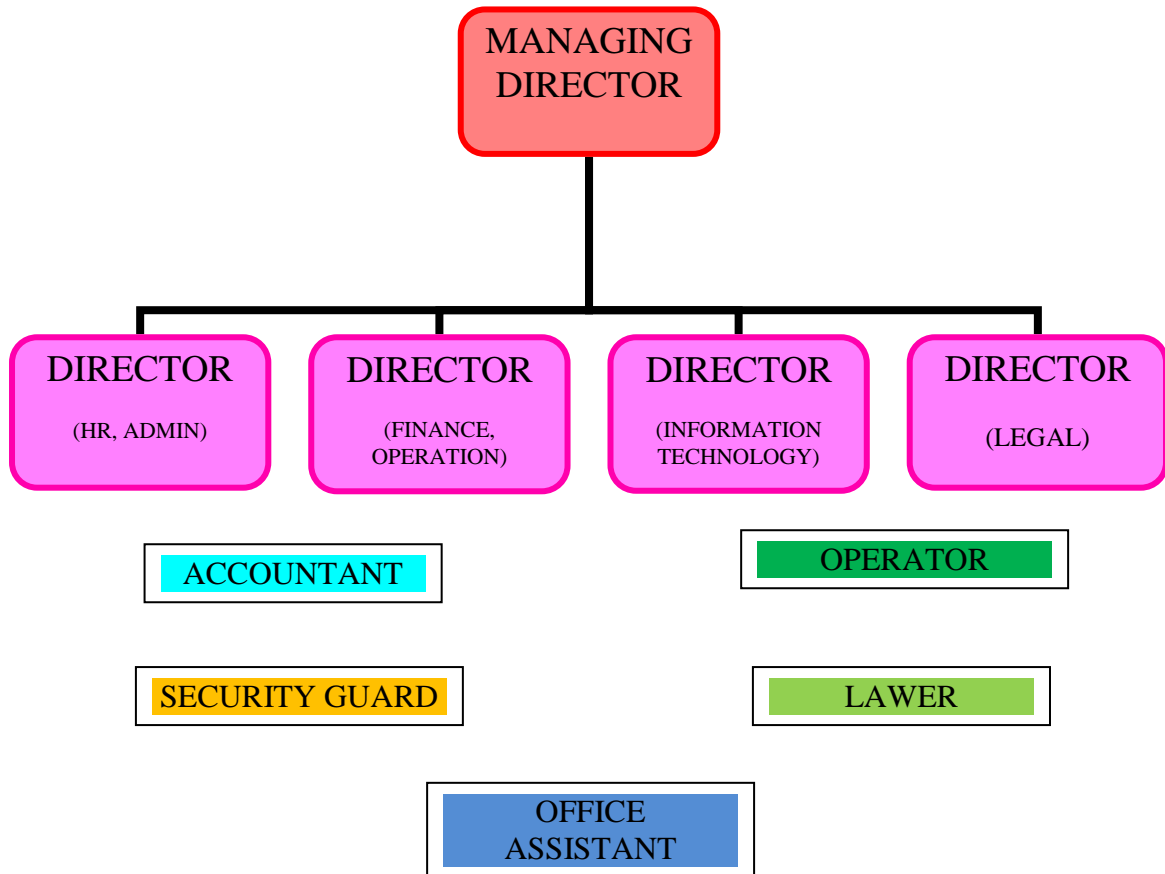 MANAGING
DIRECTOR
DIRECTOR
(HR, ADMIN)
DIRECTOR
(FINANCE,
OPERATION)
DIRECTOR
(INFORMATION
TECHNOLOGY)
DIRECTOR
(LEGAL)
ACCOUNTANT
OPERATOR
SECURITY GUARD
LAWER
OFFICE
ASSISTANT